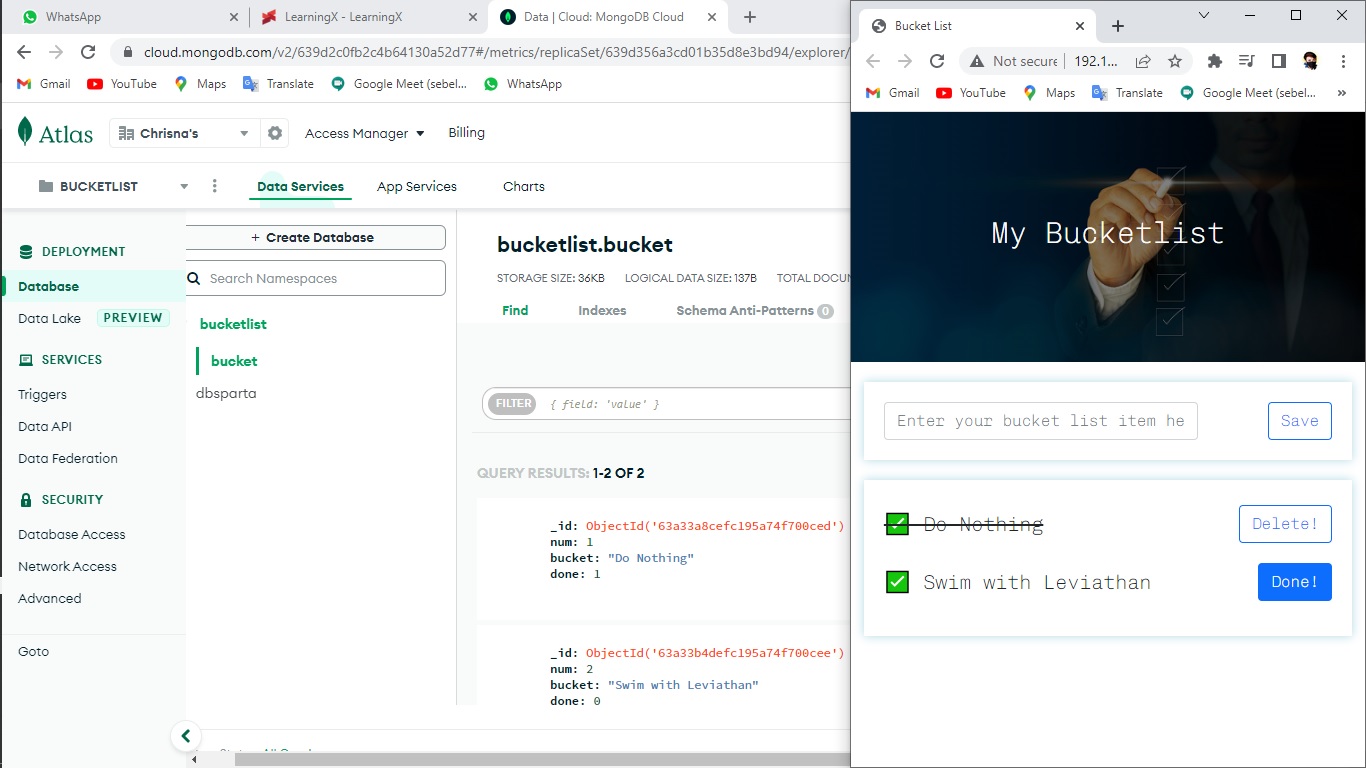 WhatsApp
LearningX - LearningX
Data | Cloud: MongoDB Cloud
cloud.mongodb.com/v2/639d2c0fb2c4b64130a52d77#/metrics/replicaSet/639d356a3cd01b35d8e3bd94/explorer/
Gmail
YouTube
Maps
Translate
Google Meet (sebel...
WhatsApp
Atlas
Chrisna's
Access Manager
Billing
BUCKETLIST
Data Services
App Services
Charts
DEPLOYMENT
Database
Data Lake
PREVIEW
SERVICES
Triggers
Data API
Data Federation
SECURITY
Database Access
Network Access
Advanced
Goto
+ Create Database
Search Namespaces
bucketlist
bucket
dbsparta
bucketlist.bucket
STORAGE SIZE: 36KB
LOGICAL DATA SIZE: 137B
TOTAL DOCUM
Find
Indexes
Schema Anti-Patterns 0
FILTER
{ field: 'value' }
QUERY RESULTS: 1-2 OF 2
_id: ObjectId('63a33a8cefc195a74f700ced')
num: 1
bucket: "Do Nothing"
done: 1
_id: ObjectId('63a33b4defc195a74f700cee')
num: 2
bucket: "Swim with Leviathan"
done: 0
Bucket List
Not secure
192.1...
Gmail
YouTube
Maps
Translate
Google Meet (sebel...
»
My Bucketlist
Enter your bucket list item he
Save
Do Nothing
Delete!
Swim with Leviathan
Done!